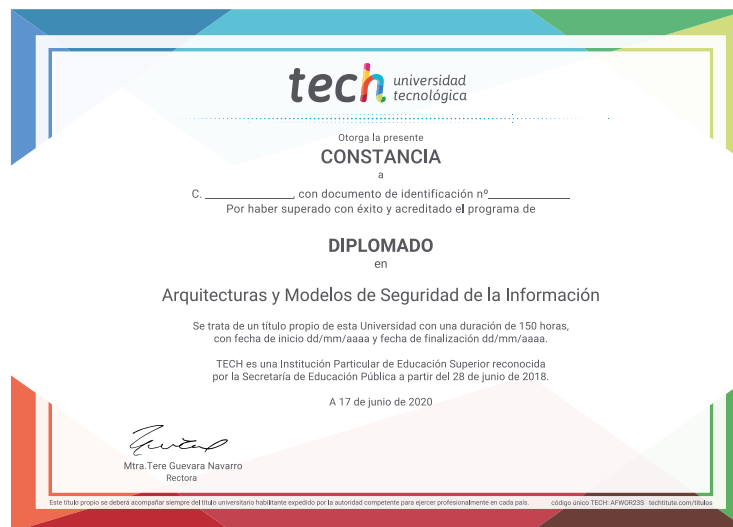 tech universidad
tecnológica
Otorga la presente
CONSTANCIA
a
C. ______________, con documento de identificación nº______________
Por haber superado con éxito y acreditado el programa de
DIPLOMADO
en
Arquitecturas y Modelos de Seguridad de la Información
Se trata de un título propio de esta Universidad con una duración de 150 horas,
con fecha de inicio dd/mm/aaaa y fecha de finalización dd/mm/aaaa.
TECH es una Institución Particular de Educación Superior reconocida
por la Secretaría de Educación Pública a partir del 28 de junio de 2018.
A 17 de junio de 2020
Mtra.Tere Guevara Navarro
Rectora
Este título propio se deberá acompañar siempre del título universitario habilitante expedido por la autoridad competente para ejercer profesionalmente en cada país. código único TECH: AFWOR23S techtitute.com/titulos